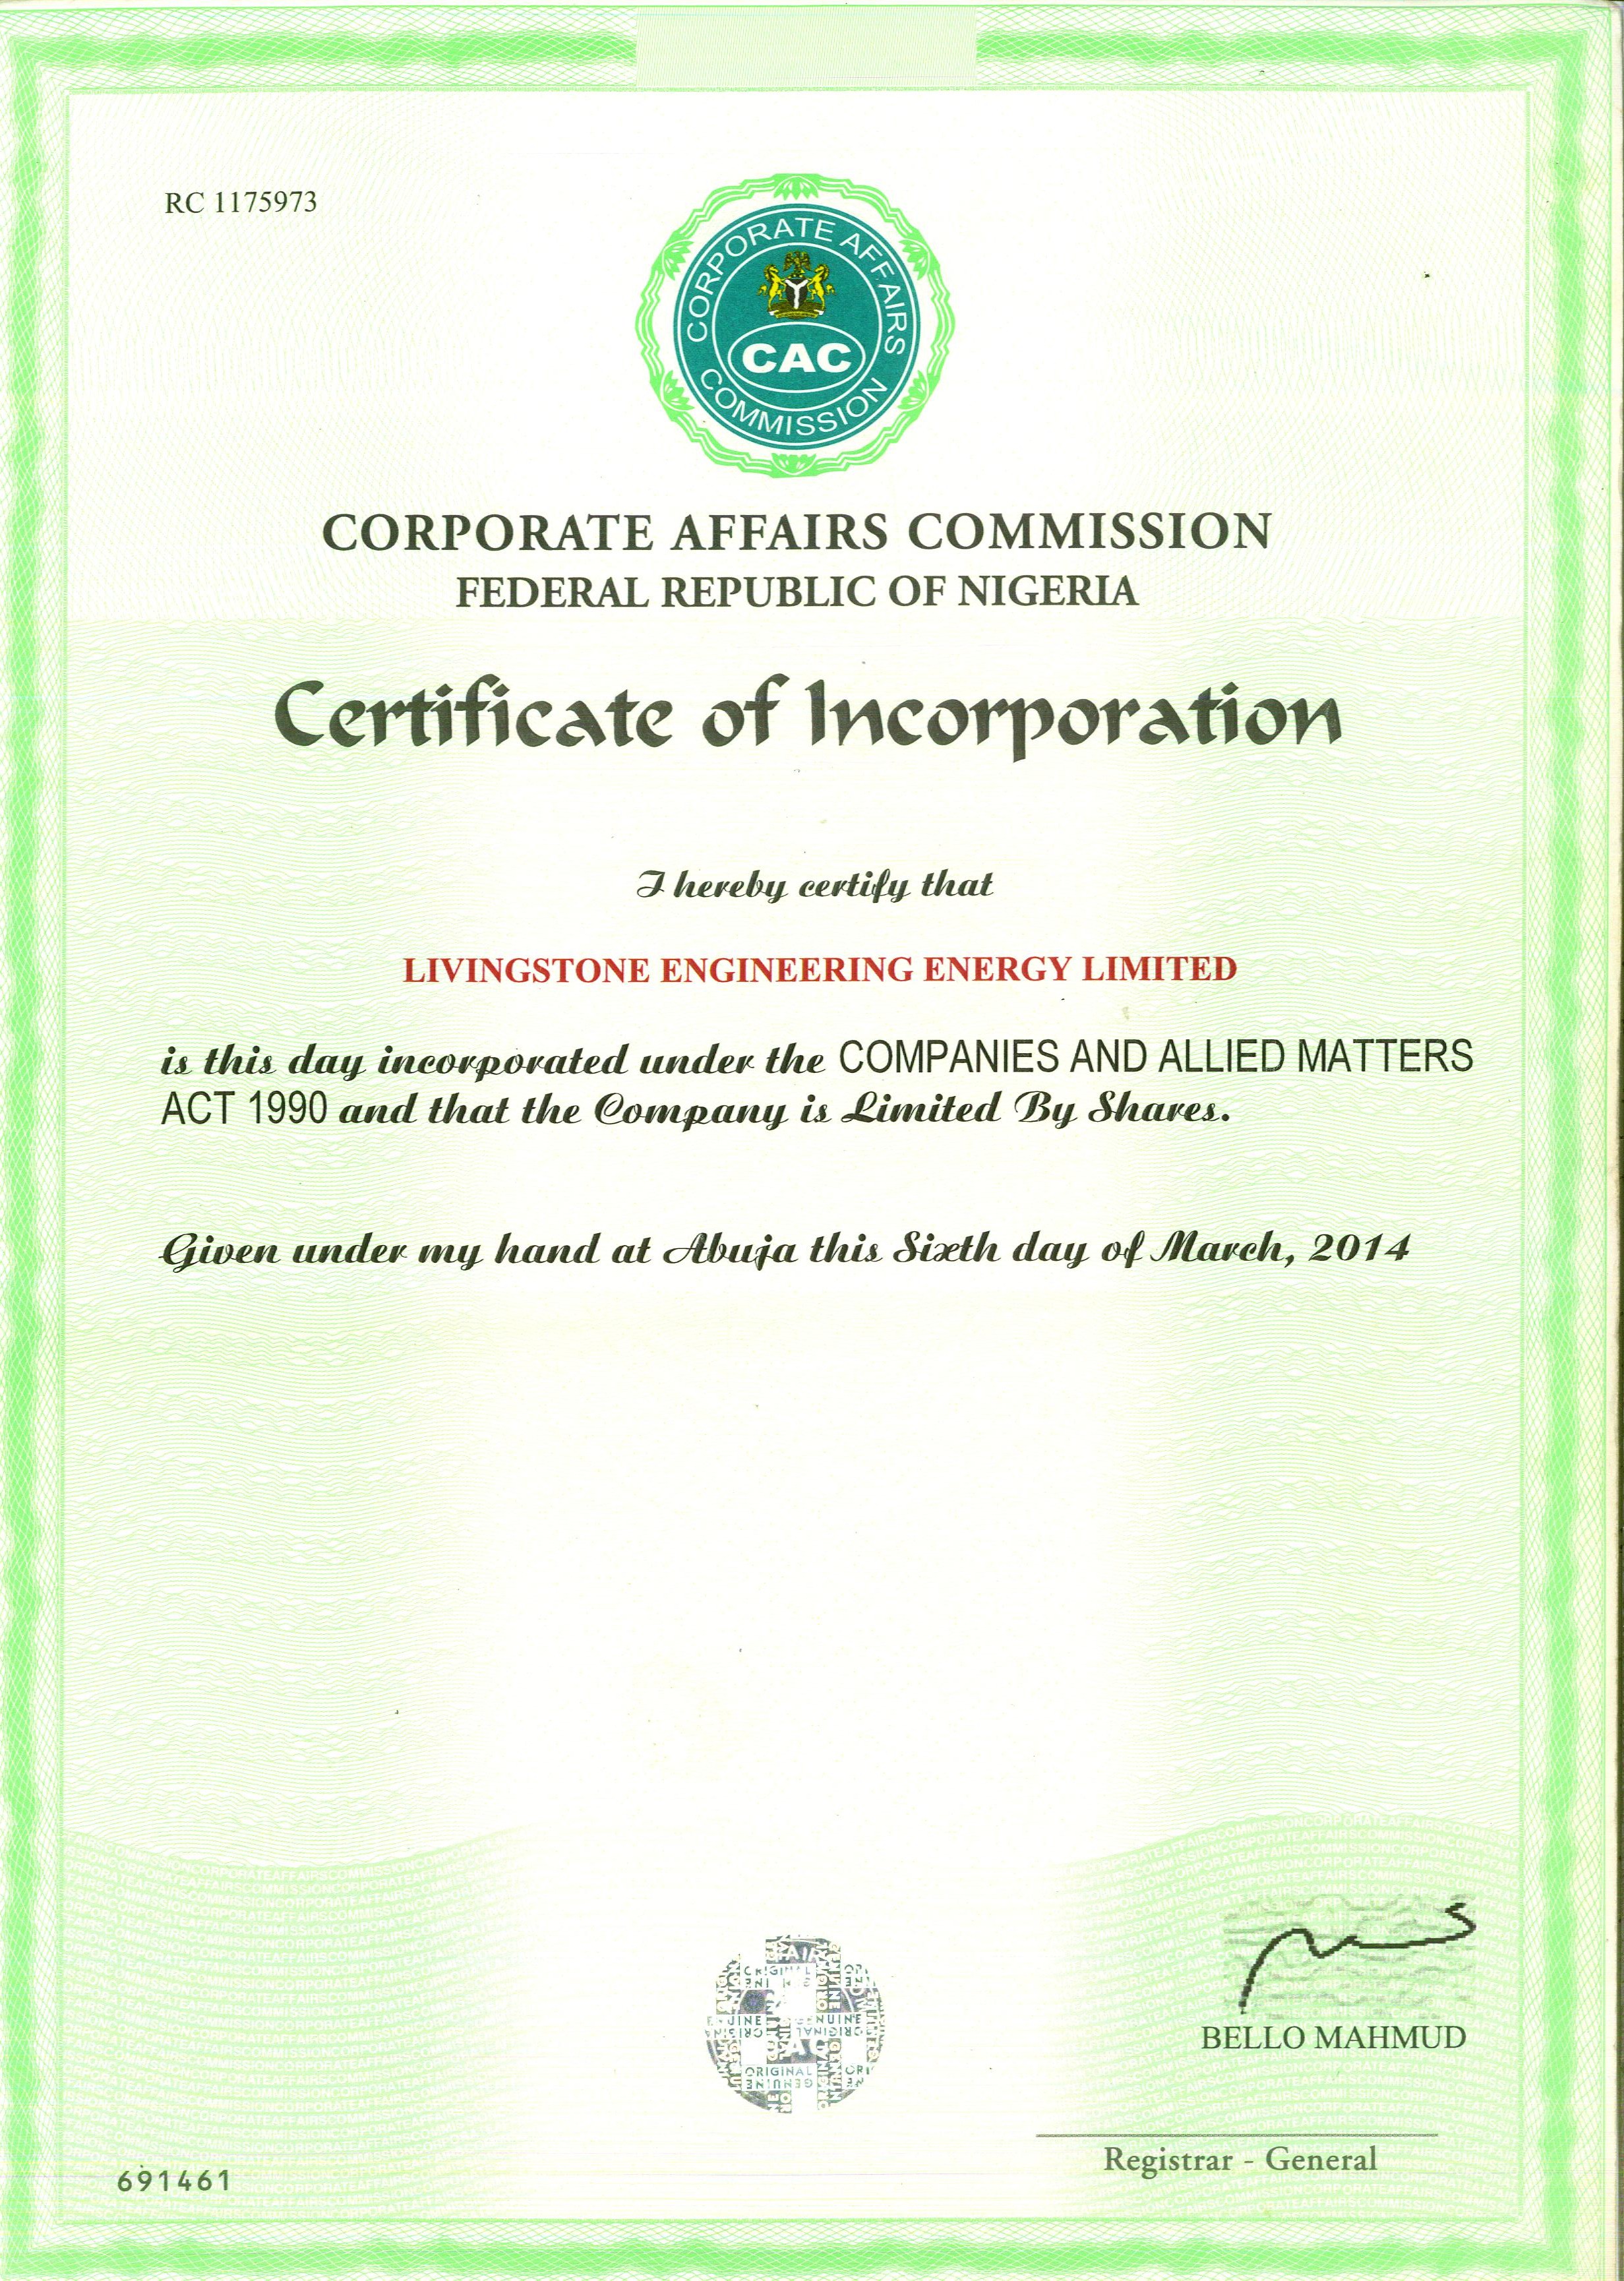 RC 1175973
CORPORATE AFFAIRS
CAC
COMMISSION
CORPORATE AFFAIRS COMMISSION
FEDERAL REPUBLIC OF NIGERIA
Certificate of Incorporation
I hereby certify that
LIVINGSTONE ENGINEERING ENERGY LIMITED
is this day incorporated under the COMPANIES AND ALLIED MATTERS
ACT 1990 and that the Company is Limited By Shares.
Given under my hand at Abuja this Sixth day of March, 2014
ORIGINAL
GENUINE
BELLO MAHMUD
Registrar - General
691461